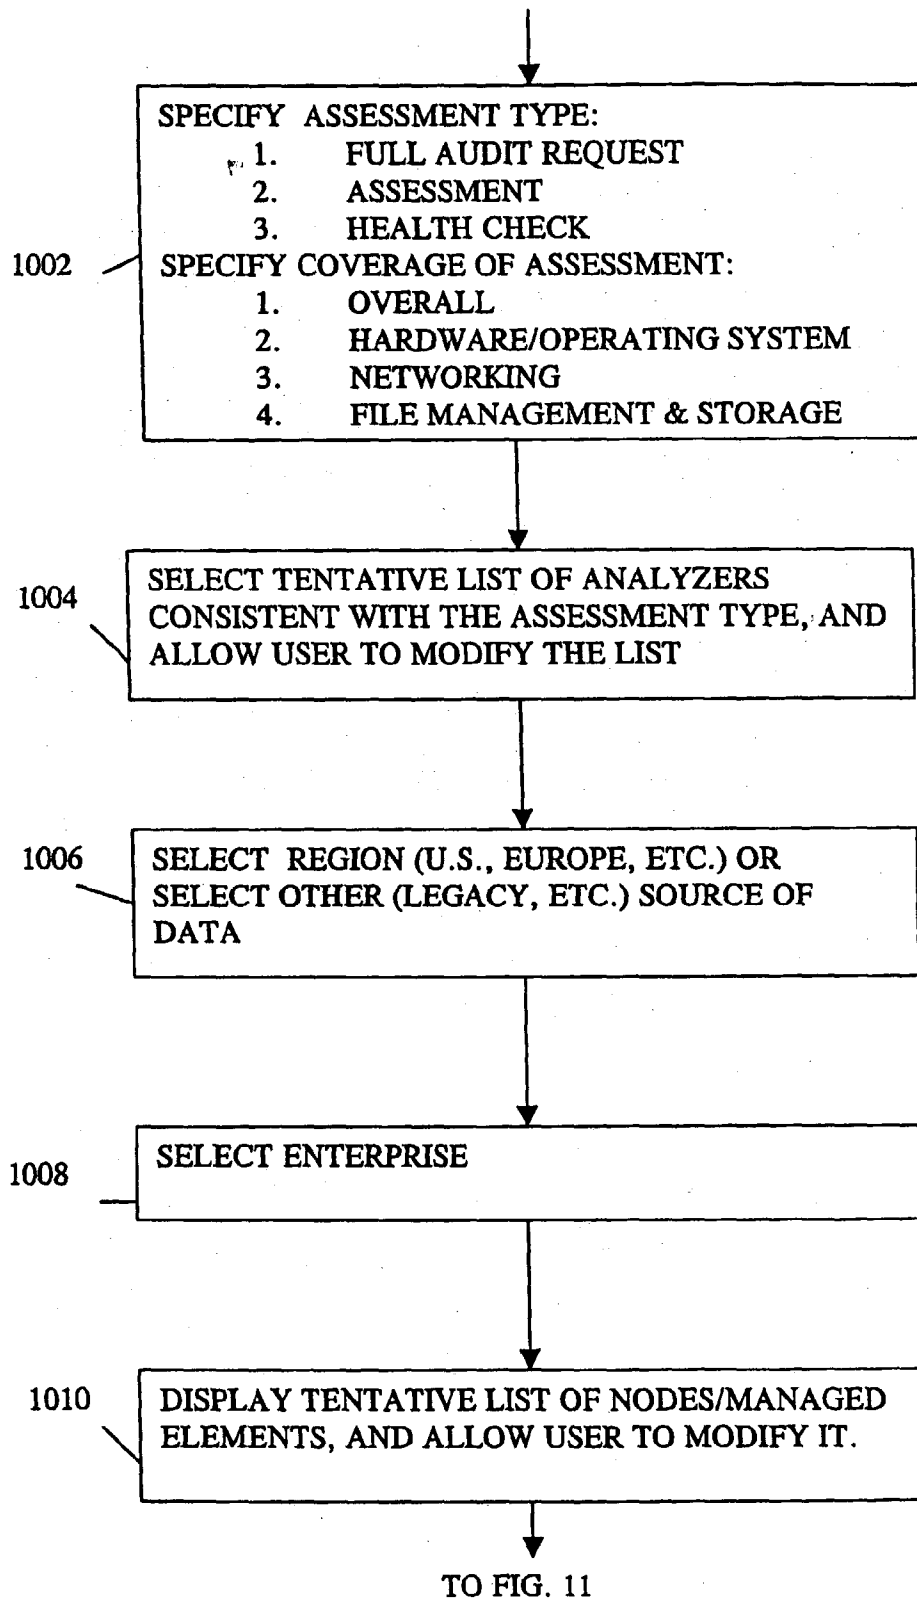 SPECIFY ASSESSMENT TYPE:
1. FULL AUDIT REQUEST
2. ASSESSMENT
3. HEALTH CHECK
1002
SPECIFY COVERAGE OF ASSESSMENT:
1. OVERALL
2. HARDWARE/OPERATING SYSTEM
3. NETWORKING
4. FILE MANAGEMENT & STORAGE
1004
SELECT TENTATIVE LIST OF ANALYZERS
CONSISTENT WITH THE ASSESSMENT TYPE, AND
ALLOW USER TO MODIFY THE LIST
1006
SELECT REGION (U.S., EUROPE, ETC.) OR
SELECT OTHER (LEGACY, ETC.) SOURCE OF
DATA
1008
SELECT ENTERPRISE
1010
DISPLAY TENTATIVE LIST OF NODES/MANAGED
ELEMENTS, AND ALLOW USER TO MODIFY IT.
TO FIG. 11